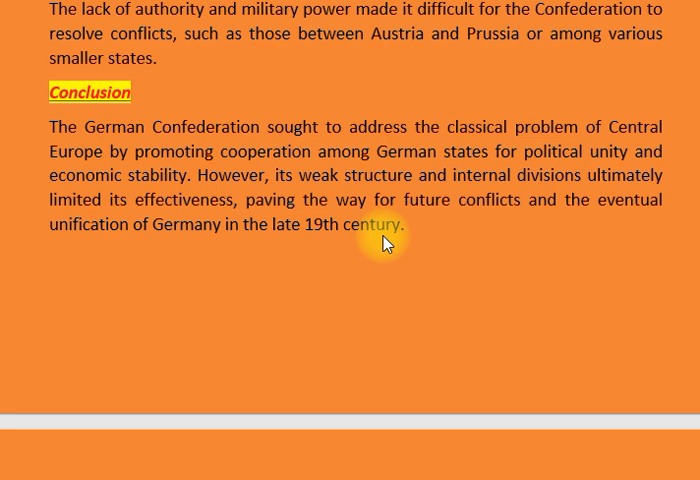 The lack of authority and military power made it difficult for the Confederation to
resolve conflicts, such as those between Austria and Prussia or among various
smaller states.
Conclusion
The German Confederation sought to address the classical problem of Central
Europe by promoting cooperation among German states for political unity and
economic stability. However, its weak structure and internal divisions ultimately
limited its effectiveness, paving the way for future conflicts and the eventual
unification of Germany in the late 19th century.